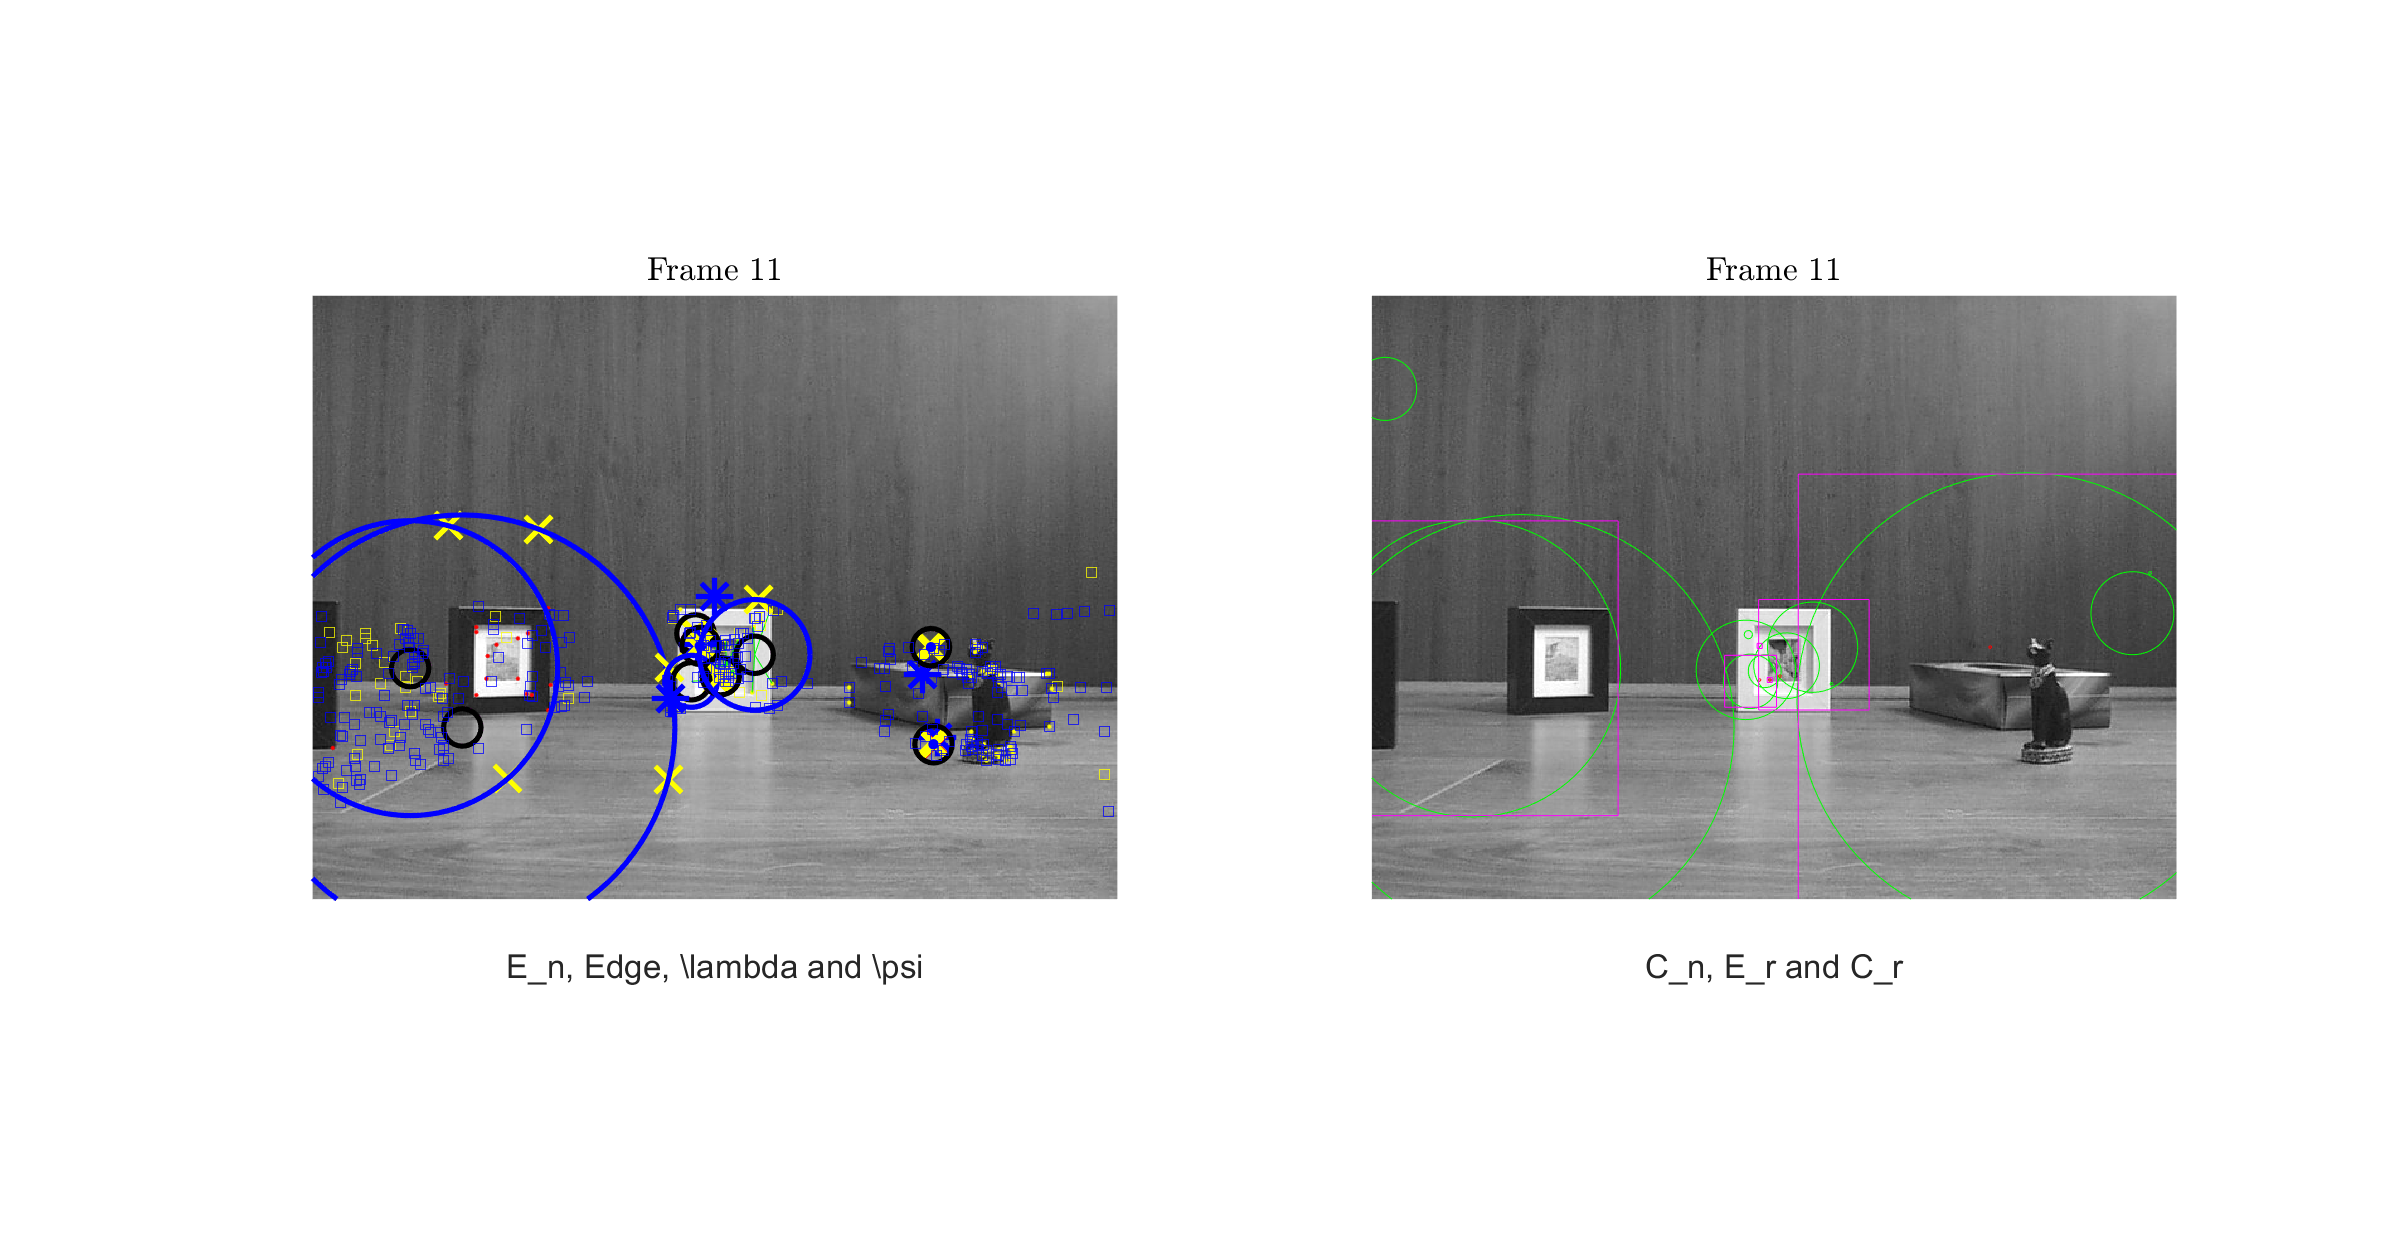 Frame 11
Frame 11
E_n, Edge, \lambda and \psi
C_n, E_r and C_r